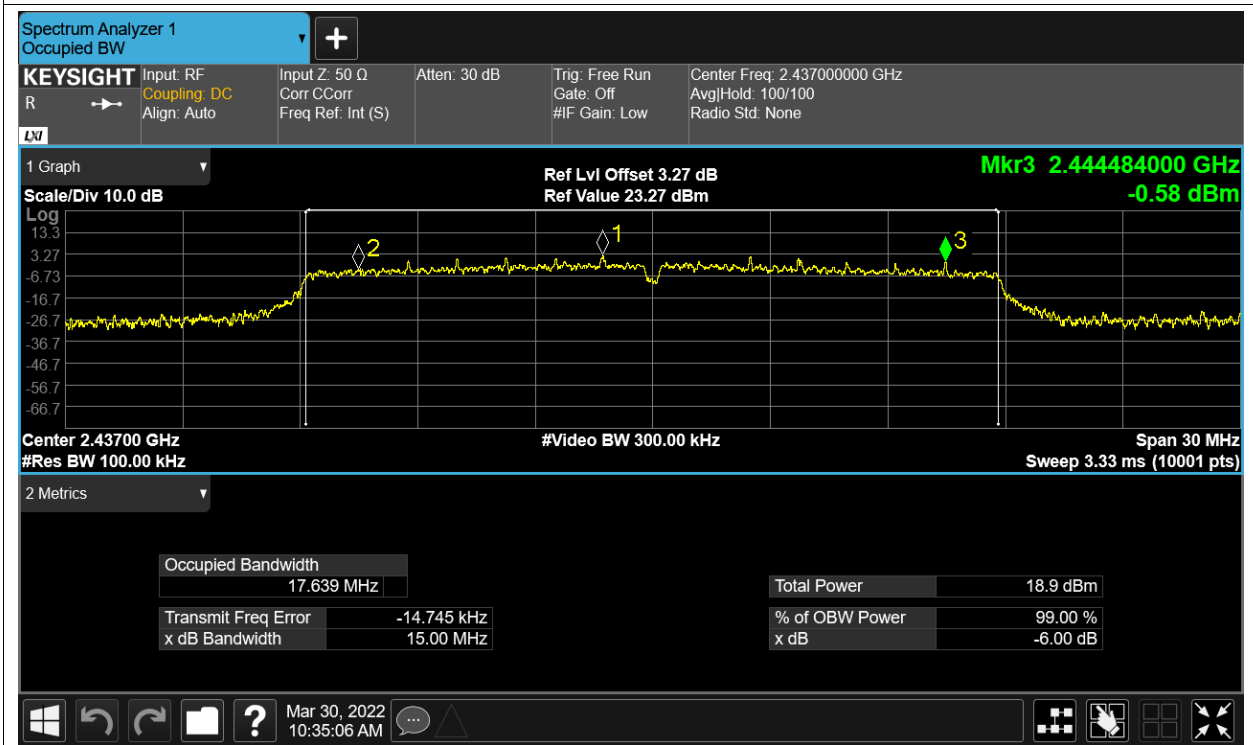 Spectrum Analyzer 1
Occupied BW
KEYSIGHT
R
LXI
Input: RF
Coupling: DC
Align: Auto
Input Z: 50 Ω
Corr CCorr
Freq Ref: Int (S)
Atten: 30 dB
Trig: Free Run
Gate: Off
#IF Gain: Low
Center Freq: 2.437000000 GHz
Avg|Hold: 100/100
Radio Std: None
1 Graph
Scale/Div 10.0 dB
Ref Lvl Offset 3.27 dB
Ref Value 23.27 dBm
Mkr3 2.444484000 GHz
-0.58 dBm
Log
13.3
3.27
-6.73
-16.7
-26.7
-36.7
-46.7
-56.7
-66.7
2
1
3
Center 2.43700 GHz
#Res BW 100.00 kHz
#Video BW 300.00 kHz
Span 30 MHz
Sweep 3.33 ms (10001 pts)
2 Metrics
Occupied Bandwidth
17.639 MHz
Transmit Freq Error -14.745 kHz
x dB Bandwidth 15.00 MHz
Total Power 18.9 dBm
% of OBW Power 99.00 %
x dB -6.00 dB
?
Mar 30, 2022
10:35:06 AM